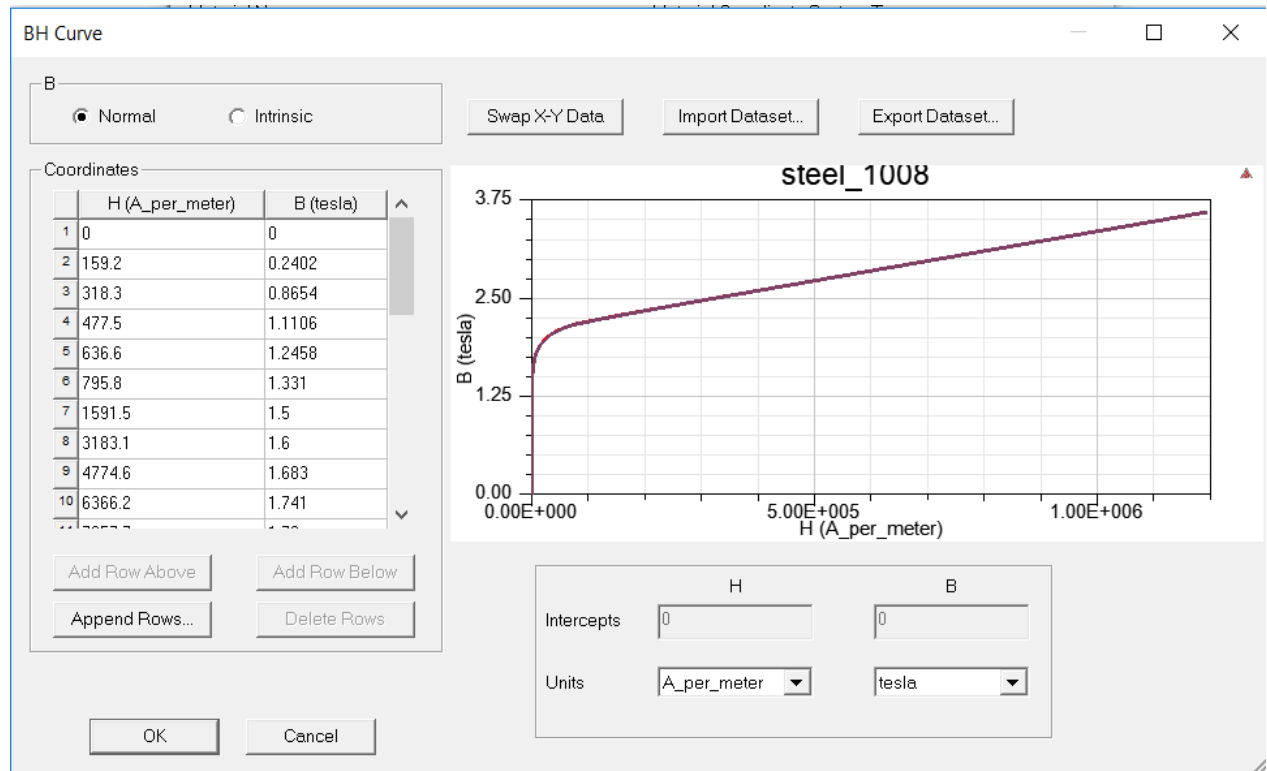 BH Curve
B
Normal
Intrinsic
Swap X-Y Data
Import Dataset...
Export Dataset...
Coordinates
H (A_per_meter) B (tesla)
1 0 0
2 159.2 0.2402
3 318.3 0.8654
4 477.5 1.1106
5 636.6 1.2458
6 795.8 1.331
7 1591.5 1.5
8 3183.1 1.6
9 4774.6 1.683
10 6366.2 1.741
Add Row Above
Add Row Below
Append Rows...
Delete Rows
steel_1008
3.75
2.50
1.25
0.00
B (tesla)
0.00E+000
5.00E+005
1.00E+006
H (A_per_meter)
H B
Intercepts 0 0
Units A_per_meter tesla
OK
Cancel